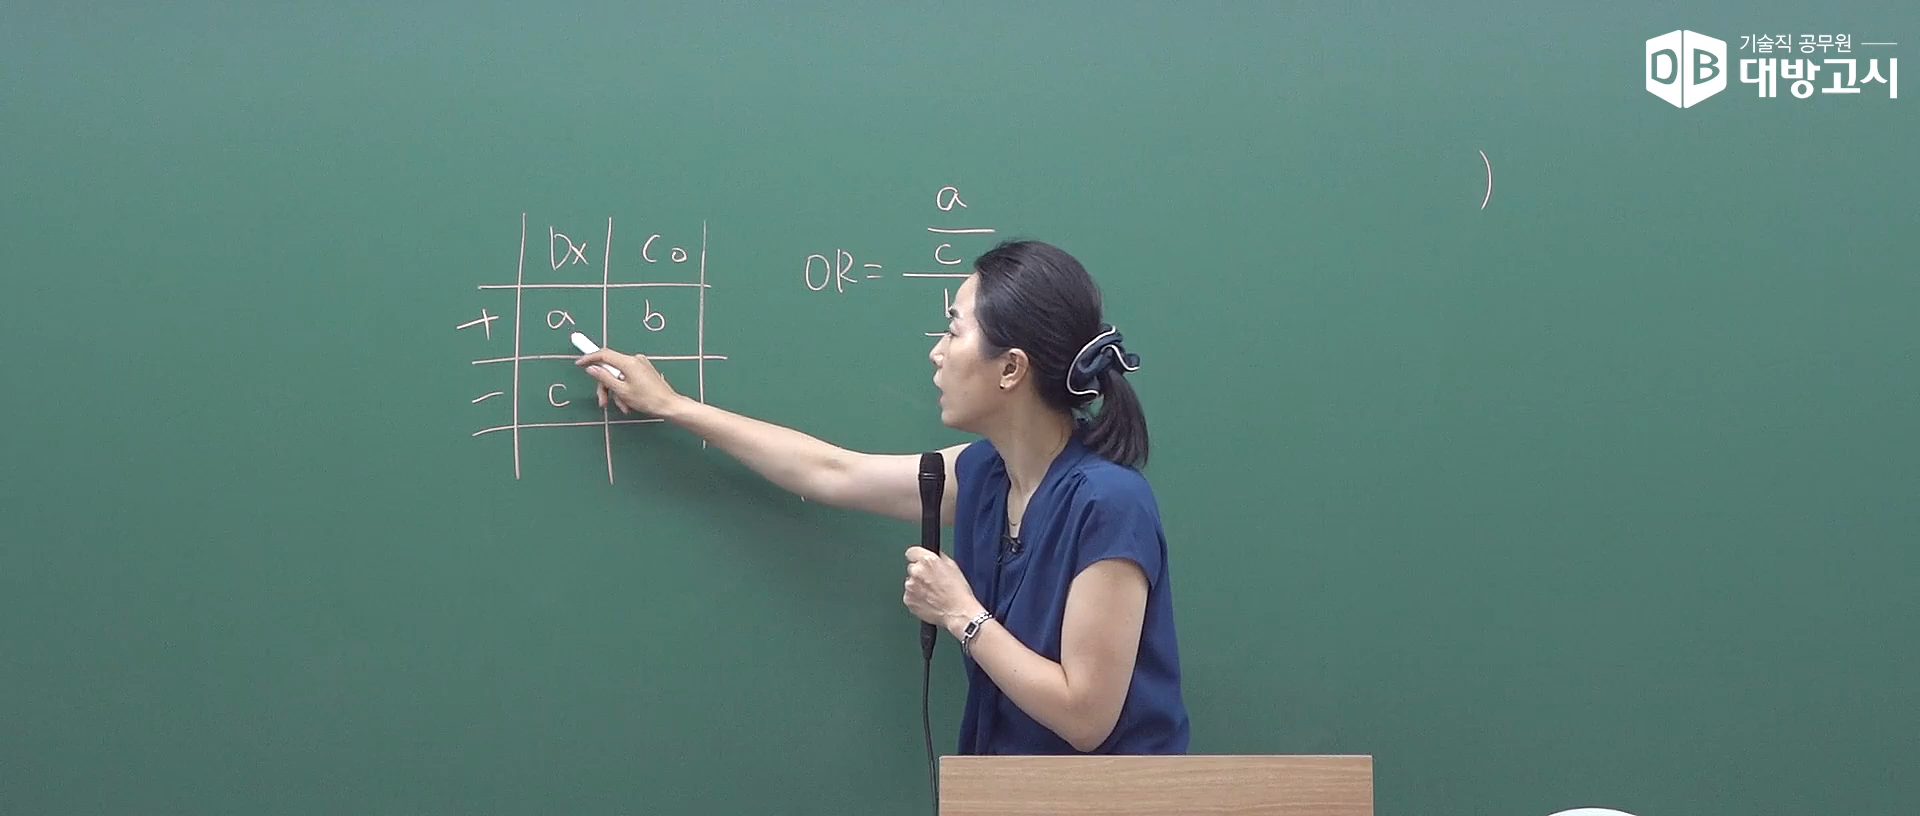 기술직 공무원
DB 대방고시
Dx Co
+ a b
- c
OR =
a
c
)